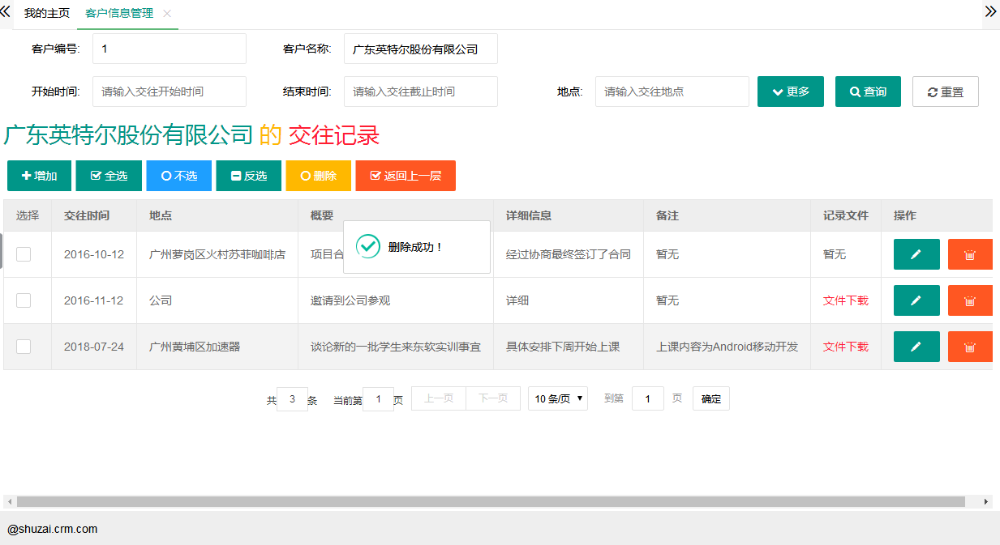 我的主页 客户信息管理
客户编号: 1 客户名称: 广东英特尔股份有限公司
开始时间: 请输入交往开始时间 结束时间: 请输入交往截止时间 地点: 请输入交往地点 更多 查询 重置
广东英特尔股份有限公司 的 交往记录
增加 全选 不选 反选 删除 返回上一层
选择 交往时间 地点 概要 详细信息 备注 记录文件 操作
删除成功！
2016-10-12 广州萝岗区火村苏菲咖啡店 项目合 经过协商最终签订了合同 暂无 暂无
2016-11-12 公司 邀请到公司参观 详细 暂无 文件下载
2018-07-24 广州黄埔区加速器 谈论新的一批学生来东软实训事宜 具体安排下周开始上课 上课内容为Android移动开发 文件下载
共 3 条 当前第 1 页 上一页 下一页 10 条/页 到第 1 页 确定
@shuzai.crm.com